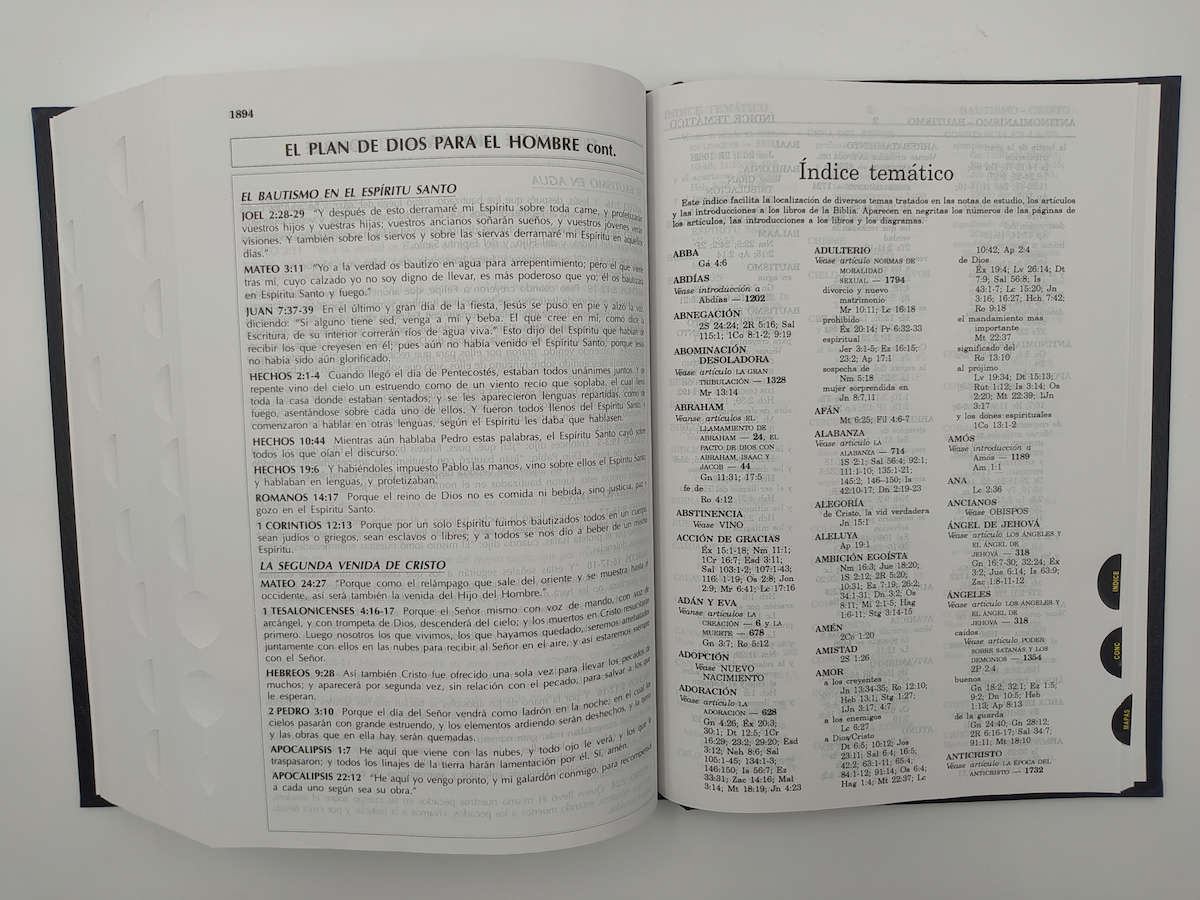 1894
EL PLAN DE DIOS PARA EL HOMBRE cont.
EL BAUTISMO EN EL ESPÍRITU SANTO
JOEL 2:28-29 "Y después de esto derramaré mi Espíritu sobre toda carne, y profetizarán
vuestros hijos y vuestras hijas; vuestros ancianos soñarán sueños, y vuestros jóvenes verán
visiones. Y también sobre los siervos y sobre las siervas derramaré mi Espíritu en aquellos
días."
MATEO 3:11 "Yo a la verdad os bautizo en agua para arrepentimiento; pero el que viene
tras mí, cuyo calzado yo no soy digno de llevar, es más poderoso que yo; él os bautizará
en Espíritu Santo y fuego."
JUAN 7:37-39 En el último y gran día de la fiesta, Jesús se puso en pie y alzó la voz,
diciendo: "Si alguno tiene sed, venga a mí y beba. El que cree en mí, como dice la
Escritura, de su interior correrán ríos de agua viva." Esto dijo del Espíritu que habían de
recibir los que creyesen en él; pues aún no había venido el Espíritu Santo, porque Jesús
no había sido aún glorificado.
HECHOS 2:1-4 Cuando llegó el día de Pentecostés, estaban todos unánimes juntos. Y de
repente vino del cielo un estruendo como de un viento recio que soplaba, el cual llenó
toda la casa donde estaban sentados; y se les aparecieron lenguas repartidas, como de
fuego, asentándose sobre cada uno de ellos. Y fueron todos llenos del Espíritu Santo, y
comenzaron a hablar en otras lenguas, según el Espíritu les daba que hablasen.
HECHOS 10:44 Mientras aún hablaba Pedro estas palabras, el Espíritu Santo cayó sobre
todos los que oían el discurso.
HECHOS 19:6 Y habiéndoles impuesto Pablo las manos, vino sobre ellos el Espíritu Santo;
y hablaban en lenguas, y profetizaban.
ROMANOS 14:17 Porque el reino de Dios no es comida ni bebida, sino justicia, paz y
gozo en el Espíritu Santo.
1 CORINTIOS 12:13 Porque por un solo Espíritu fuimos bautizados todos en un cuerpo,
sean judíos o griegos, sean esclavos o libres; y a todos se nos dio a beber de un mismo
Espíritu.
LA SEGUNDA VENIDA DE CRISTO
MATEO 24:27 "Porque como el relámpago que sale del oriente y se muestra hasta el
occidente, así será también la venida del Hijo del Hombre."
1 TESALONICENSES 4:16-17 Porque el Señor mismo con voz de mando, con voz de
arcángel, y con trompeta de Dios, descenderá del cielo; y los muertos en Cristo resucitarán
primero. Luego nosotros los que vivimos, los que hayamos quedado, seremos arrebatados
juntamente con ellos en las nubes para recibir al Señor en el aire, y así estaremos siempre
con el Señor.
HEBREOS 9:28 Así también Cristo fue ofrecido una sola vez para llevar los pecados de
muchos; y aparecerá por segunda vez, sin relación con el pecado, para salvar a los que
le esperan.
2 PEDRO 3:10 Porque el día del Señor vendrá como ladrón en la noche; en el cual los
cielos pasarán con grande estruendo, y los elementos ardiendo serán deshechos, y la tierra
y las obras que en ella hay serán quemadas.
APOCALIPSIS 1:7 He aquí que viene con las nubes, y todo ojo le verá, y los que le
traspasaron; y todos los linajes de la tierra harán lamentación por él. Sí, amén.
APOCALIPSIS 22:12 "He aquí yo vengo pronto, y mi galardón conmigo, para recompensar
a cada uno según sea su obra."
Índice temático
Este índice facilita la localización de diversos temas tratados en las notas de estudio, los artículos
y las introducciones a los libros de la Biblia. Aparecen en negritas los números de las páginas de
los artículos, las introducciones a los libros y los diagramas.
ABBA
Gá 4:6
ABDÍAS
Véase introducción a
Abdías — 1202
ABNEGACIÓN
2S 24:24; 2R 5:16; Sal
115:1; 1Co 8:1-2; 9:19
ABOMINACIÓN
DESOLADORA
Véase artículo LA GRAN
TRIBULACIÓN — 1328
Mr 13:14
ABRAHAM
Véanse artículos EL
LLAMAMIENTO DE
ABRAHAM — 24, EL
PACTO DE DIOS CON
ABRAHAM, ISAAC Y
JACOB — 44
Gn 11:31; 17:5
fe de
Ro 4:12
ABSTINENCIA
Véase VINO
ACCIÓN DE GRACIAS
Éx 15:1-18; Nm 11:1;
1Cr 16:7; Esd 3:11;
Sal 103:1-2; 107:1-43;
116:1-19; Os 2:8; Jon
2:9; Mr 6:41; Lc 17:16
ADÁN Y EVA
Véanse artículos LA
CREACIÓN — 6 y LA
MUERTE — 678
Gn 3:7; Ro 5:12
ADOPCIÓN
Véase NUEVO
NACIMIENTO
ADORACIÓN
Véase artículo LA
ADORACIÓN — 628
Gn 4:26; Éx 20:3;
30:1; Dt 12:5; 1Cr
16:29; 23:2; 29:20; Esd
3:12; Neh 8:6; Sal
105:1-45; 134:1-3;
146:150; Is 56:7; Ez
33:31; Zac 14:16; Mal
3:14; Mt 18:19; Jn 4:23
ADULTERIO
Véase artículo NORMAS DE
MORALIDAD
SEXUAL — 1794
divorcio y nuevo
matrimonio
Mr 10:11; Lc 16:18
prohibido
Éx 20:14; Pr 6:32-33
espiritual
Jer 3:1-5; Ez 16:15;
23:2; Ap 17:1
sospecha de
Nm 5:18
mujer sorprendida en
Jn 8:7,11
AFÁN
Mt 6:25; Fil 4:6-7
ALABANZA
Véase artículo LA
ALABANZA — 714
1S 2:1; Sal 56:4; 92:1;
111:1-10; 135:1-21;
145:2; 146–150; Is
42:10-17; Dn 2:19-23
ALEGORÍA
de Cristo, la vid verdadera
Jn 15:1
ALELUYA
Ap 19:1
AMBICIÓN EGOÍSTA
Nm 16:3; Jue 18:20;
1S 2:12; 2R 5:20;
10:31; Ez 7:19; 26:2;
34:1-31; Dn 3:2; Os
8:11; Mi 2:1-5; Hag
1:6-11; Stg 3:14-15
AMÉN
2Co 1:20
AMISTAD
2S 1:26
AMOR
a los creyentes
Jn 13:34-35; Ro 12:10;
Heb 13:1; Stg 1:27;
1Jn 3:17; 4:7
a los enemigos
Lc 6:27
a Dios/Cristo
Dt 6:5; 10:12; Jos
23:11; Sal 6:4; 16:5;
42:2; 63:1-11; 65:4;
84:1-12; 91:14; Os 6:4;
Hag 1:4; Mt 22:37; Lc
10:42; Ap 2:4
de Dios
Éx 19:4; Lv 26:14; Dt
7:9; Sal 56:8; Is
43:1-7; Lc 15:20; Jn
3:16; 16:27; Hch 7:42;
Ro 9:18
el mandamiento más
importante
Mt 22:37
significado del
Ro 13:10
al prójimo
Lv 19:34; Dt 15:13;
Rut 1:12; Is 3:14; Os
2:20; Mt 22:39; 1Jn
3:17
y los dones espirituales
1Co 13:1-2
AMÓS
Véase introducción a
Amós — 1189
Am 1:1
ANA
Lc 2:36
ANCIANOS
Véase OBISPOS
ÁNGEL DE JEHOVÁ
Véase artículo LOS ÁNGELES Y
EL ÁNGEL DE
JEHOVÁ — 318
Gn 16:7-30; 32:24; Éx
3:2; Jue 6:14; Is 63:9;
Zac 1:8-11-12
ÁNGELES
Véase artículo LOS ÁNGELES Y
EL ÁNGEL DE
JEHOVÁ — 318
caídos
Véase artículo PODER
SOBRE SATANÁS Y LOS
DEMONIOS — 1354
2P 2:4
buenos
Gn 18:2, 32:1; Éx 1:5;
9:2; Dn 10:5; Heb
1:13; Ap 8:13
de la guarda
Gn 24:40; Gn 28:12;
2R 6:16-17; Sal 34:7;
91:11; Mt 18:10
ANTICRISTO
Véase artículo LA ÉPOCA DEL
ANTICRISTO — 1732
INDICE
CONC
MAPAS